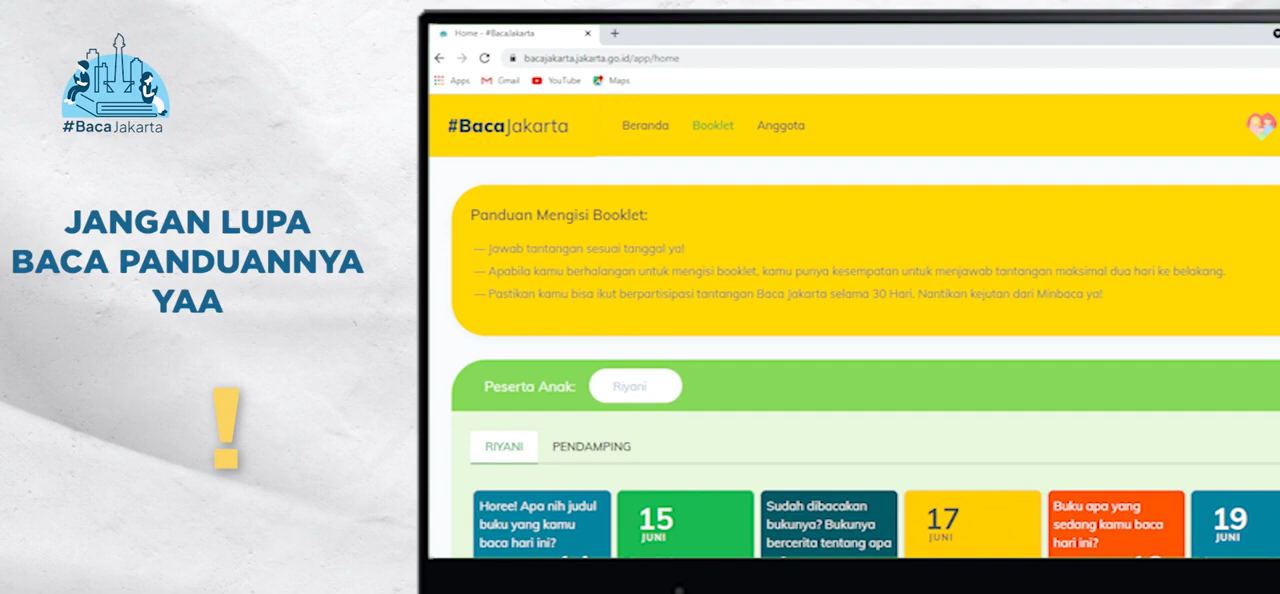 #BacaJakarta
JANGAN LUPA
BACA PANDUANNYA
YAA
!
Home - #BacaJakarta
bacajakarta.jakarta.go.id/app/home
Apps Gmail YouTube Maps
#BacaJakarta Beranda Booklet Anggota
Panduan Mengisi Booklet:
— Jawab tantangan sesuai tanggal ya!
— Apabila kamu berhalangan untuk mengisi booklet, kamu punya kesempatan untuk menjawab tantangan maksimal dua hari ke belakang.
— Pastikan kamu bisa ikut berpartisipasi tantangan Baca Jakarta selama 30 Hari. Nantikan kejutan dari Minbaca ya!
Peserta Anak: Riyani
RIYANI PENDAMPING
Horee! Apa nih judul
buku yang kamu
baca hari ini?
15
JUNI
Sudah dibacakan
bukunya? Bukunya
bercerita tentang apa
17
JUNI
Buku apa yang
sedang kamu baca
hari ini?
19
JUNI